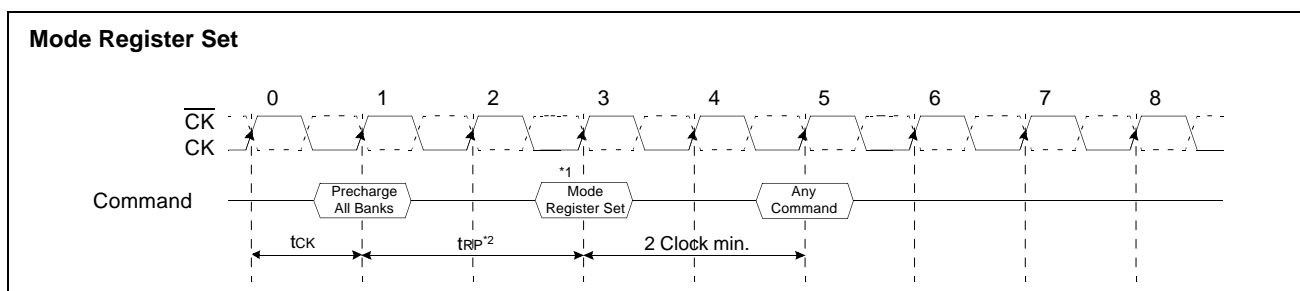 Mode Register Set
0 1 2 3 4 5 6 7 8
CK
CK
*1
Command
Precharge
All Banks
Mode
Register Set
Any
Command
tCK
tRP*2
2 Clock min.